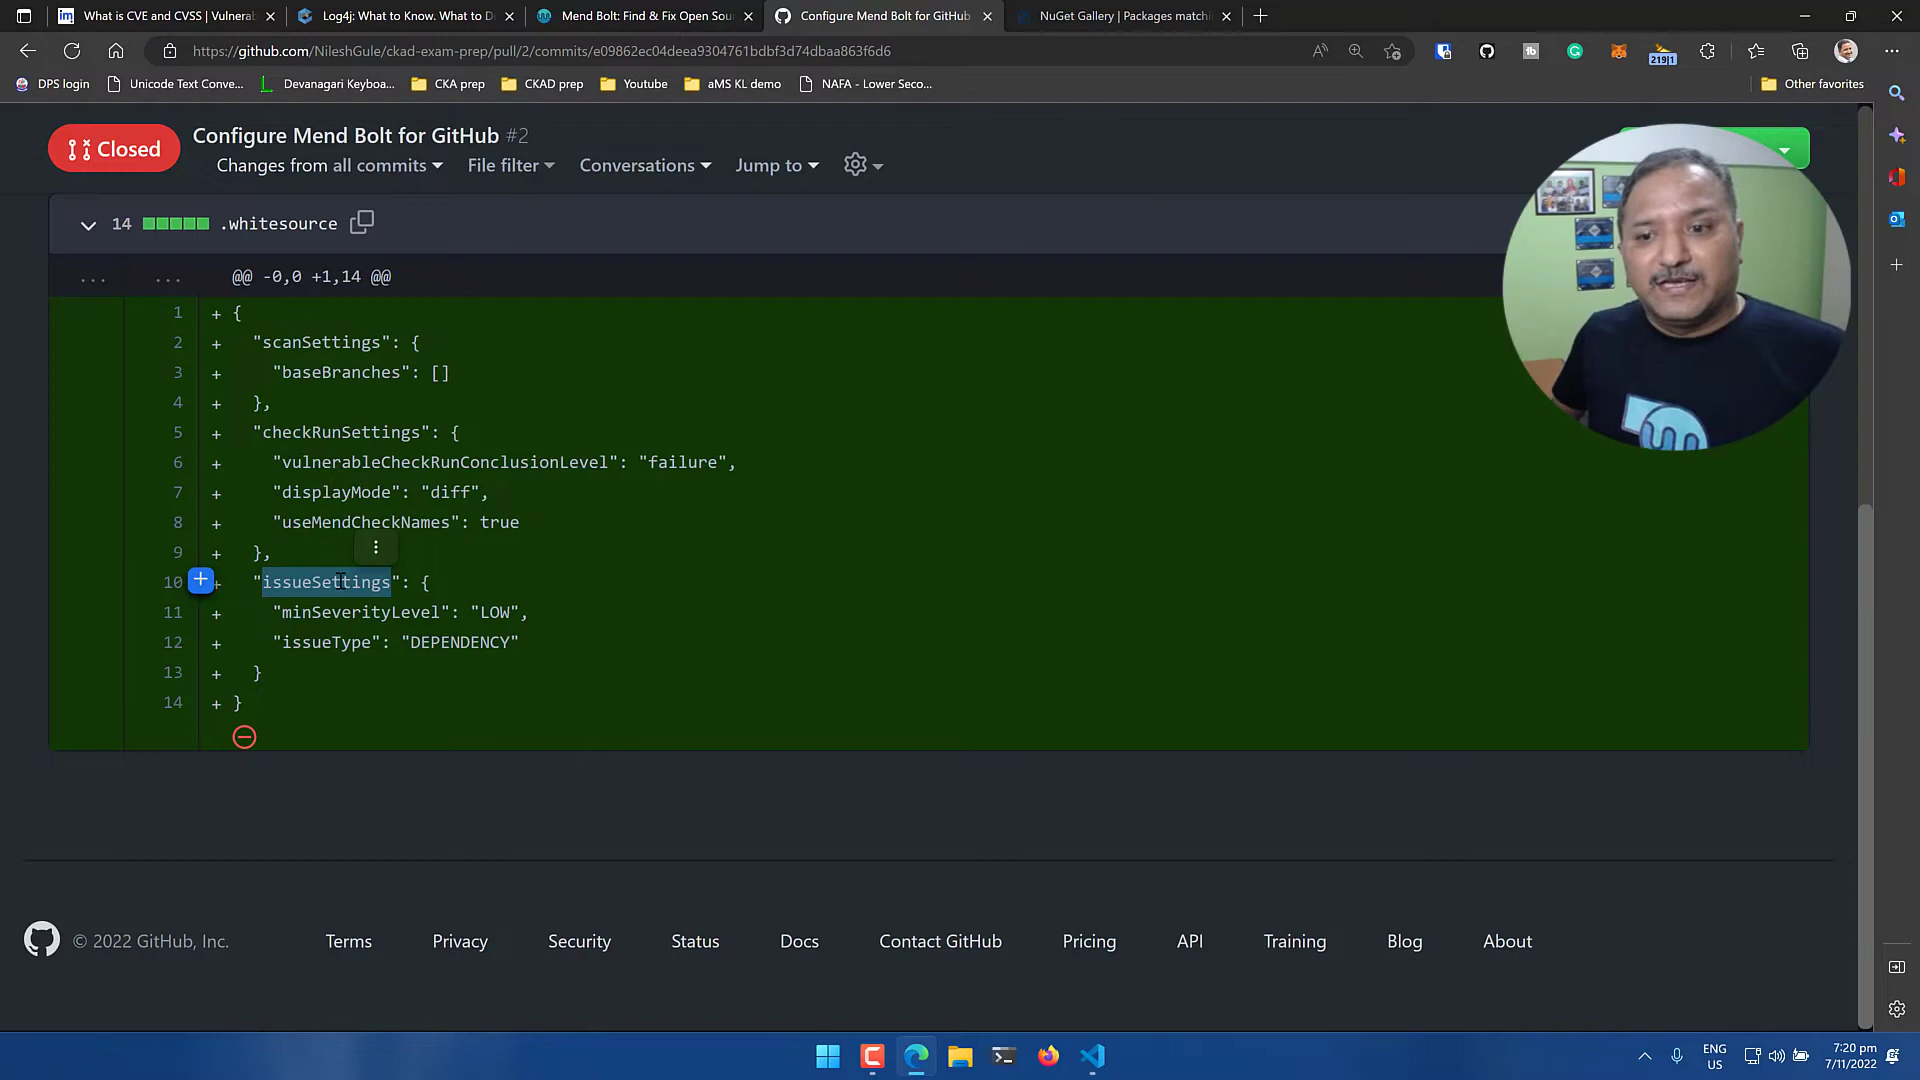 What is CVE and CVSS | Vulnera
Log4j: What to Know. What to D
Mend Bolt: Find & Fix Open Sou
Configure Mend Bolt for GitHub
NuGet Gallery | Packages matchi
https://github.com/NileshGule/ckad-exam-prep/pull/2/commits/e09862ec04deea9304761bdbf3d74dbaa863f6d6
219|1
DPS login
Unicode Text Conve...
Devanagari Keyboa...
CKA prep
CKAD prep
Youtube
aMS KL demo
NAFA - Lower Seco...
Other favorites
Closed
Configure Mend Bolt for GitHub #2
Changes from all commits
File filter
Conversations
Jump to
14 .whitesource
... ... @@ -0,0 +1,14 @@
1 + {
2 + "scanSettings": {
3 + "baseBranches": []
4 + },
5 + "checkRunSettings": {
6 + "vulnerableCheckRunConclusionLevel": "failure",
7 + "displayMode": "diff",
8 + "useMendCheckNames": true
9 + },
10 + "issueSettings": {
11 + "minSeverityLevel": "LOW",
12 + "issueType": "DEPENDENCY"
13 + }
14 + }
© 2022 GitHub, Inc.
Terms
Privacy
Security
Status
Docs
Contact GitHub
Pricing
API
Training
Blog
About
ENG
US
7:20 pm
7/11/2022